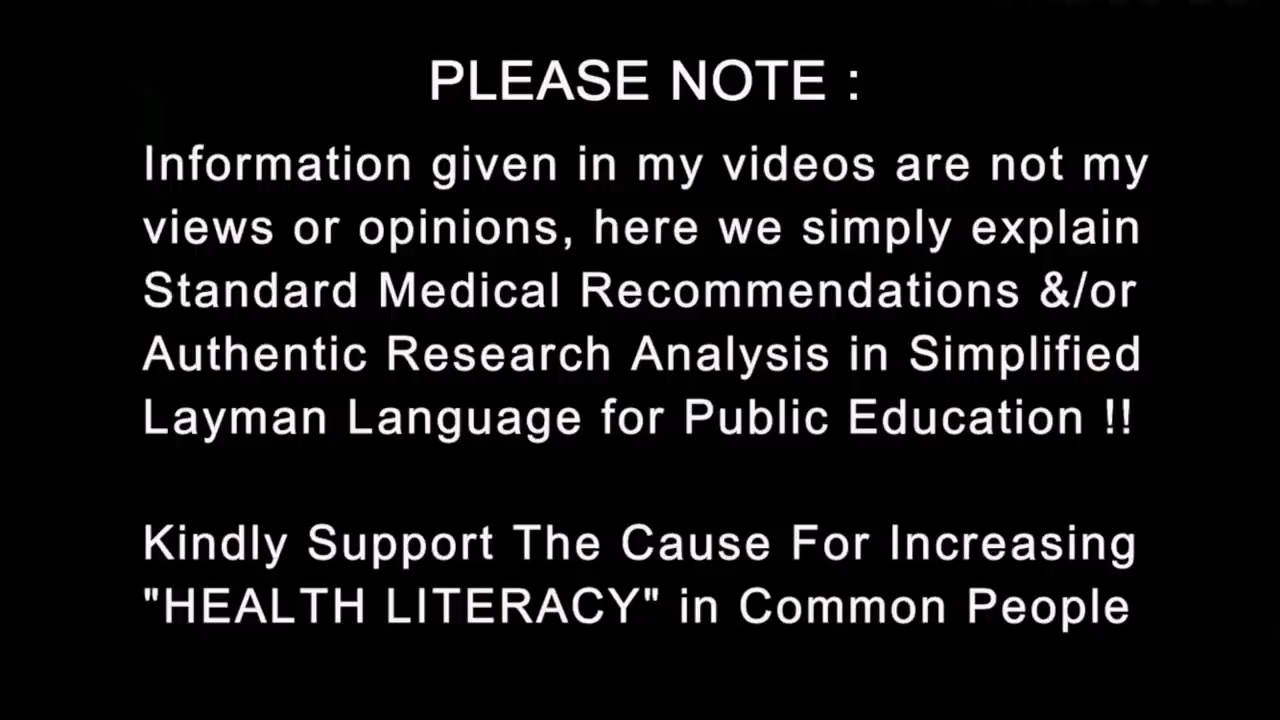 PLEASE NOTE :
Information given in my videos are not my
views or opinions, here we simply explain
Standard Medical Recommendations &/or
Authentic Research Analysis in Simplified
Layman Language for Public Education !!
Kindly Support The Cause For Increasing
"HEALTH LITERACY" in Common People